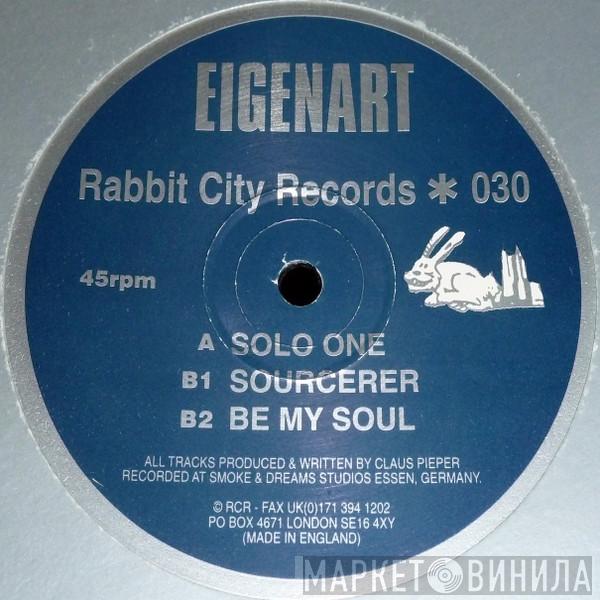 EIGENART
Rabbit City Records * 030
45rpm
A SOLO ONE
B1 SOURCERER
B2 BE MY SOUL
ALL TRACKS PRODUCED & WRITTEN BY CLAUS PIEPER
RECORDED AT SMOKE & DREAMS STUDIOS ESSEN, GERMANY.
© RCR - FAX UK(0)171 394 1202
PO BOX 4671 LONDON SE16 4XY
(MADE IN ENGLAND)
МАРКЕТ ВИНИЛА